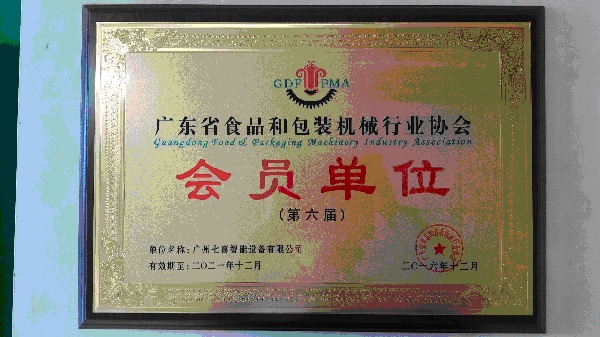 GDF PMA
广东省食品和包装机械行业协会
Guangdong Food & Packaging Machinery Industry Association
会员单位
(第六届)
单位名称:广州七喜智能设备有限公司
有效期至:二〇二一年十二月
二〇一六年十二月